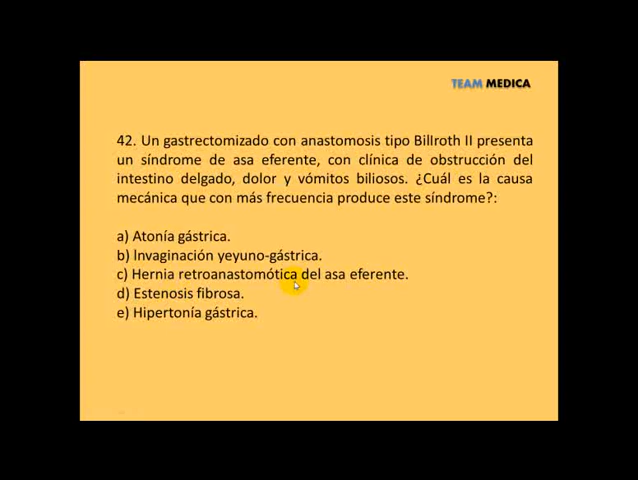 TEAM MEDICA
42. Un gastrectomizado con anastomosis tipo Billroth II presenta
un síndrome de asa eferente, con clínica de obstrucción del
intestino delgado, dolor y vómitos biliosos. ¿Cuál es la causa
mecánica que con más frecuencia produce este síndrome?:
a) Atonía gástrica.
b) Invaginación yeyuno-gástrica.
c) Hernia retroanastomótica del asa eferente.
d) Estenosis fibrosa.
e) Hipertonía gástrica.